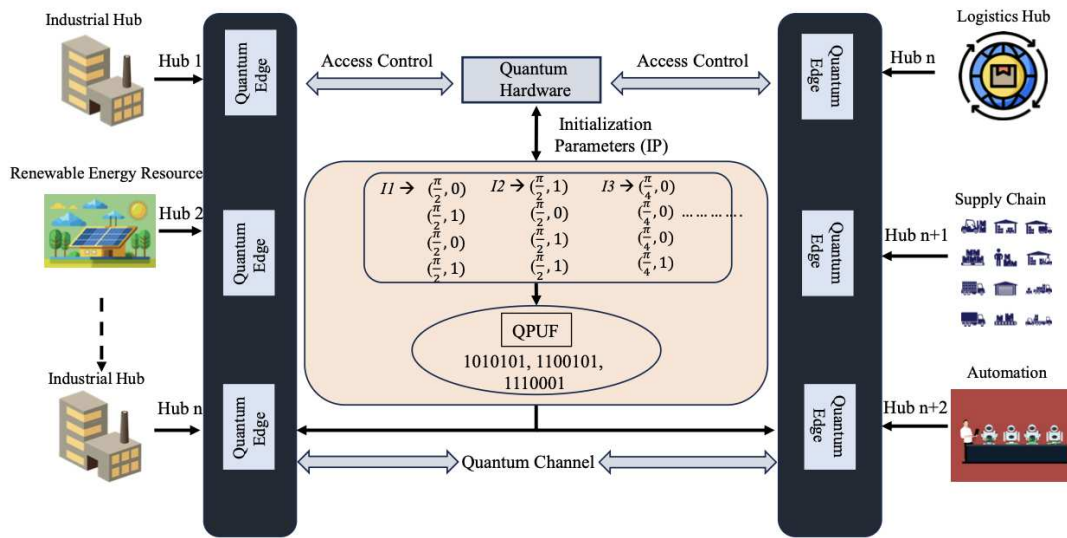 Industrial Hub
Hub 1
Quantum Edge
Access Control
Quantum Hardware
Access Control
Quantum Edge
Hub n
Logistics Hub
Initialization
Parameters (IP)
Renewable Energy Resource
Hub 2
Quantum Edge
I1 → (π/2, 0) I2 → (π/2, 1) I3 → (π/4, 0)
(π/2, 1) (π/2, 0) (π/4, 0) ... ... ... ...
(π/2, 0) (π/2, 1) (π/4, 0)
(π/2, 1) (π/2, 1) (π/4, 1)
Quantum Edge
Hub n+1
Supply Chain
QPUF
1010101, 1100101,
1110001
Industrial Hub
Hub n
Quantum Edge
Quantum Channel
Quantum Edge
Hub n+2
Automation